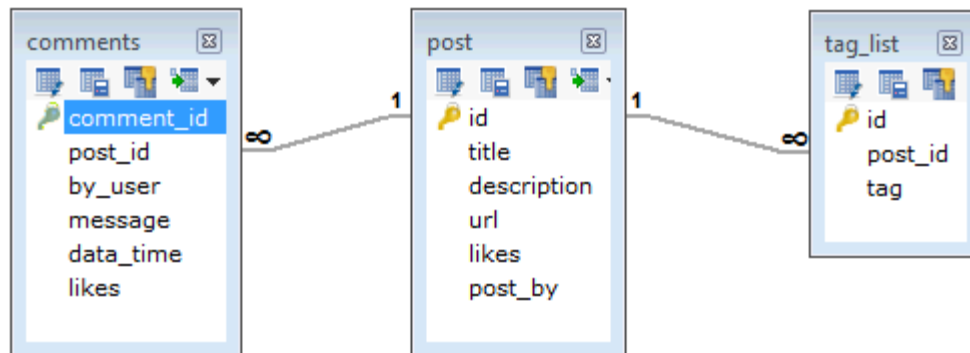 comments
comment_id
post_id
by_user
message
data_time
likes
∞
1
post
id
title
description
url
likes
post_by
1
∞
tag_list
id
post_id
tag